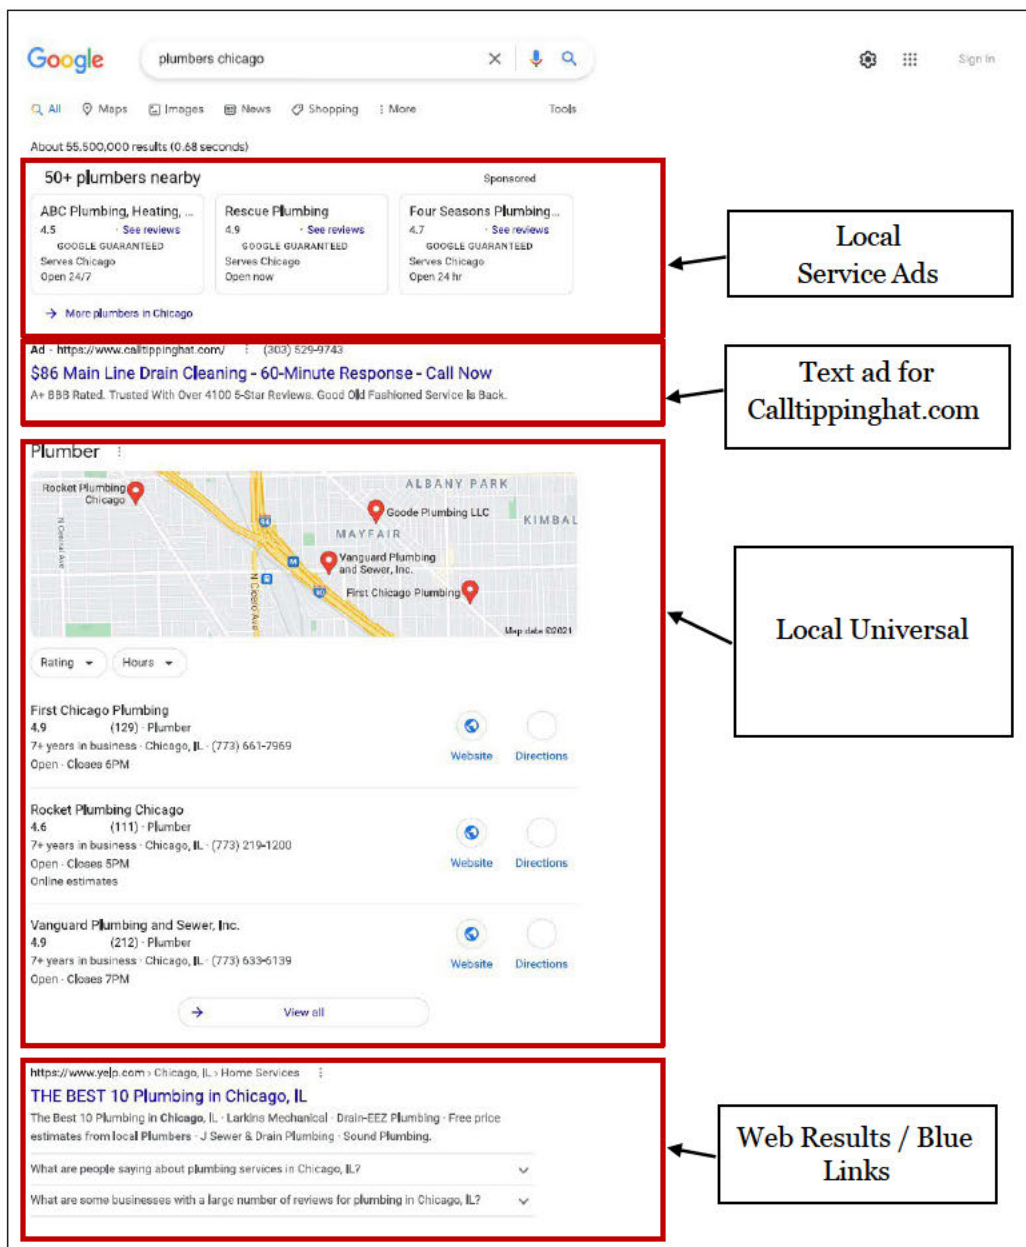 Google
plumbers chicago
Sign In
All Maps Images News Shopping More Tools
About 55,500,000 results (0.68 seconds)
50+ plumbers nearby Sponsored
ABC Plumbing, Heating, ...
4.5 · See reviews
GOOGLE GUARANTEED
Serves Chicago
Open 24/7
Rescue Plumbing
4.9 · See reviews
GOOGLE GUARANTEED
Serves Chicago
Open now
Four Seasons Plumbing...
4.7 · See reviews
GOOGLE GUARANTEED
Serves Chicago
Open 24 hr
→ More plumbers in Chicago
Local
Service Ads
Ad · https://www.calltippinghat.com/ ⋮ (303) 529-9743
$86 Main Line Drain Cleaning - 60-Minute Response - Call Now
A+ BBB Rated. Trusted With Over 4100 5-Star Reviews. Good Old Fashioned Service Is Back.
Text ad for
Calltippinghat.com
Plumber ⋮
Rocket Plumbing
Chicago
ALBANY PARK
Goode Plumbing LLC
KIMBAL
MAYFAIR
Vanguard Plumbing
and Sewer, Inc.
First Chicago Plumbing
N Central Ave
N Cicero Ave
94
M
90
Map data ©2021
Rating
Hours
Local Universal
First Chicago Plumbing
4.9 (129) · Plumber
7+ years in business · Chicago, IL · (773) 661-7969
Open · Closes 6PM
Website Directions
Rocket Plumbing Chicago
4.6 (111) · Plumber
7+ years in business · Chicago, IL · (773) 219-1200
Open · Closes 5PM
Online estimates
Website Directions
Vanguard Plumbing and Sewer, Inc.
4.9 (212) · Plumber
7+ years in business · Chicago, IL · (773) 633-5139
Open · Closes 7PM
Website Directions
→ View all
https://www.yelp.com › Chicago, IL › Home Services ⋮
THE BEST 10 Plumbing in Chicago, IL
The Best 10 Plumbing in Chicago, IL · Larkins Mechanical · Drain-EEZ Plumbing · Free price
estimates from local Plumbers · J Sewer & Drain Plumbing · Sound Plumbing.
What are people saying about plumbing services in Chicago, IL?
What are some businesses with a large number of reviews for plumbing in Chicago, IL?
Web Results / Blue
Links